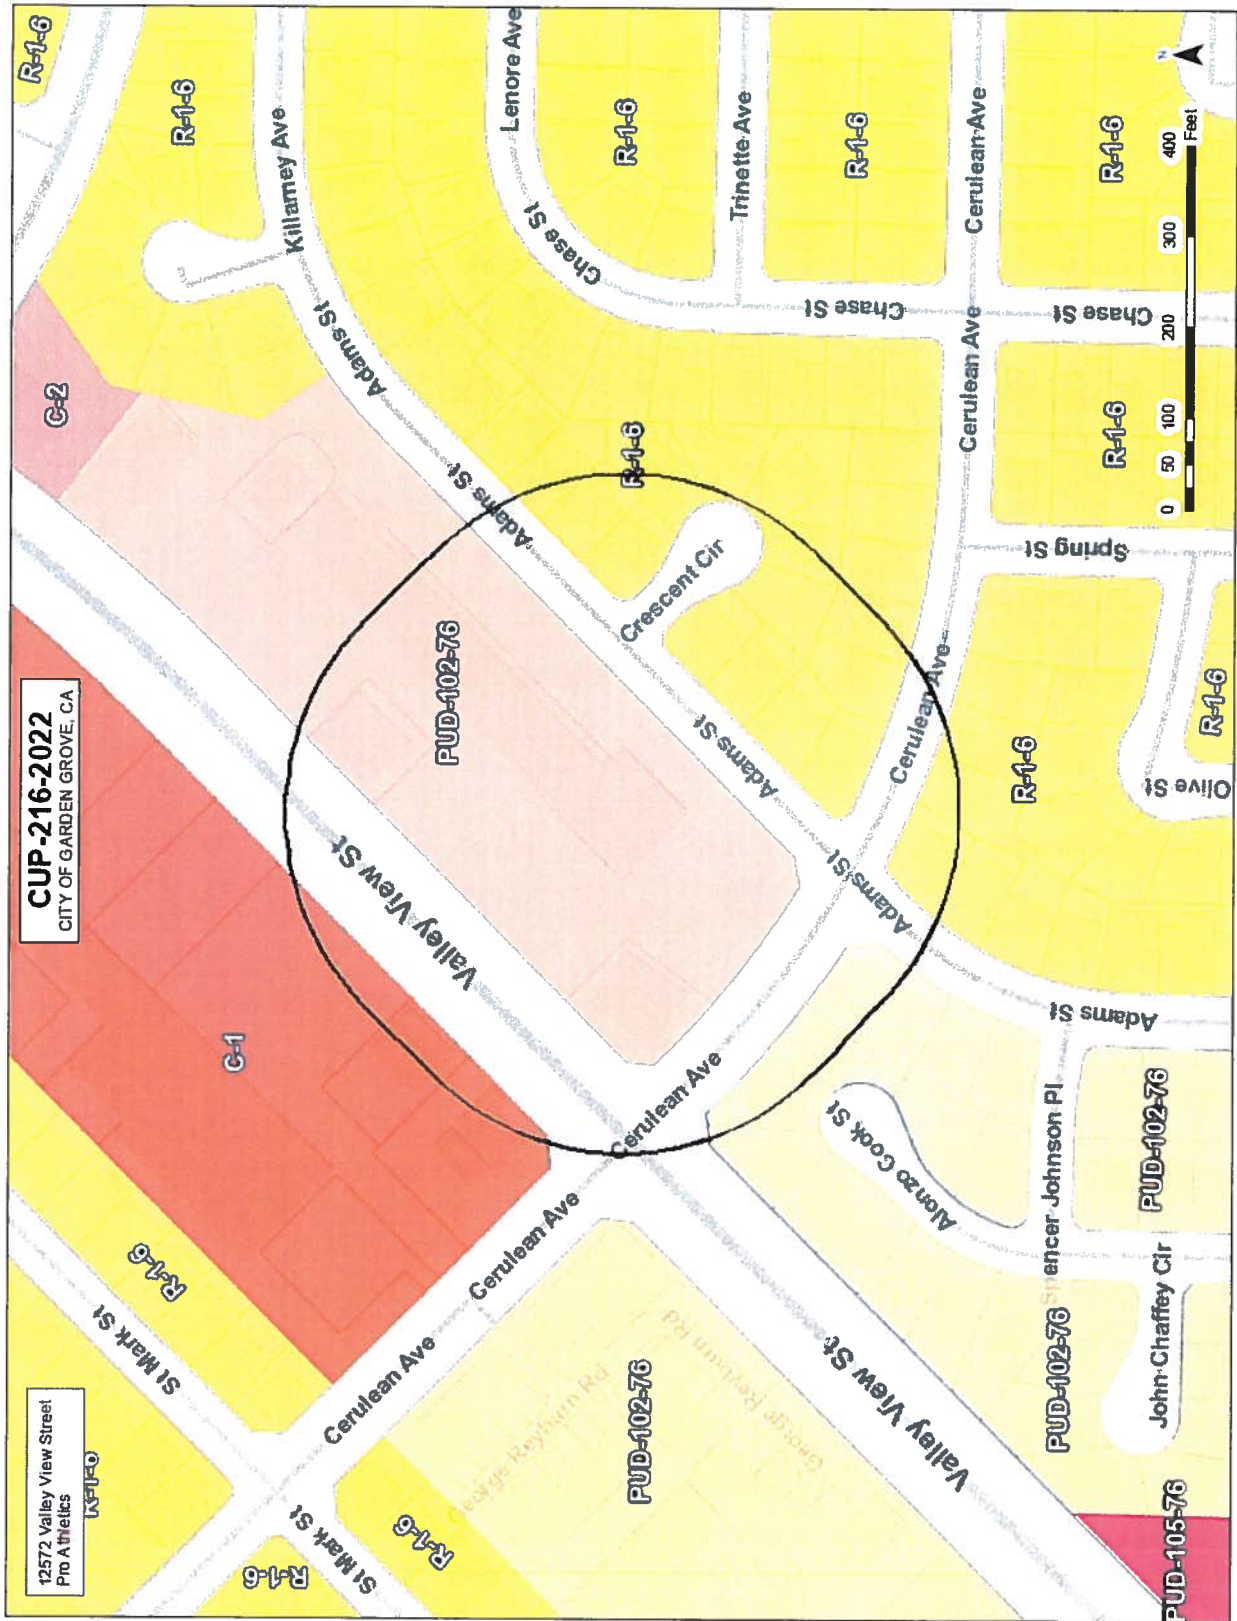 12572 Valley View Street
Pro Athletics
CUP-216-2022
CITY OF GARDEN GROVE, CA
R-1-6
C-2
St Mark St
R-1-6
R-1-6
C-1
R-1-6
Killarney Ave
St Mark St
Cerulean Ave
Adams St
R-1-6
Valley View St
PUD-102-76
Adams St
Lenore Ave
George Reyburn Rd
Cerulean Ave
Chase St
R-1-6
R-1-6
PUD-102-76
Cerulean Ave
Crescent Cir
George Reyburn Rd
Adams St
Trinette Ave
Valley View St
Alonzo Cook St
Adams St
Cerulean Ave
Chase St
R-1-6
Cerulean Ave
Cerulean Ave
R-1-6
Spencer Johnson Pl
PUD-102-76
Adams St
Spring St
Chase St
R-1-6
R-1-6
John Chaffey Cir
PUD-102-76
PUD-105-76
Olive St
R-1-6
N
0 50 100 200 300 400
Feet